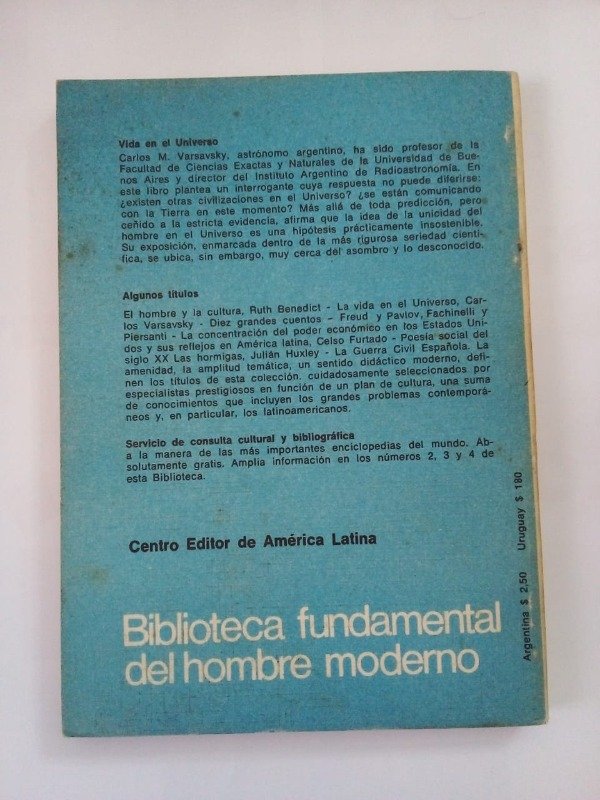 Vida en el Universo
Carlos M. Varsavsky, astrónomo argentino, ha sido profesor de la
Facultad de Ciencias Exactas y Naturales de la Universidad de Bue-
nos Aires y director del Instituto Argentino de Radioastronomía. En
este libro plantea un interrogante cuya respuesta no puede diferirse:
¿existen otras civilizaciones en el Universo? ¿se están comunicando
con la Tierra en este momento? Más allá de toda predicción, pero
ceñido a la estricta evidencia, afirma que la idea de la unicidad del
hombre en el Universo es una hipótesis prácticamente insostenible.
Su exposición, enmarcada dentro de la más rigurosa seriedad cientí-
fica, se ubica, sin embargo, muy cerca del asombro y lo desconocido.
Algunos títulos
El hombre y la cultura, Ruth Benedict - La vida en el Universo, Car-
los Varsavsky - Diez grandes cuentos - Freud y Pavlov, Fachinelli y
Piersanti - La concentración del poder económico en los Estados Uni-
dos y sus reflejos en América latina, Celso Furtado - Poesía social del
siglo XX Las hormigas, Julián Huxley - La Guerra Civil Española. La
amenidad, la amplitud temática, un sentido didáctico moderno, defi-
nen los títulos de esta colección. cuidadosamente seleccionados por
especialistas prestigiosos en función de un plan de cultura, una suma
de conocimientos que incluyen los grandes problemas contemporá-
neos y, en particular, los latinoamericanos.
Servicio de consulta cultural y bibliográfica
a la manera de las más importantes enciclopedias del mundo. Ab-
solutamente gratis. Amplia información en los números 2, 3 y 4 de
esta Biblioteca.
Centro Editor de América Latina
Biblioteca fundamental
del hombre moderno
Argentina $ 2,50 Uruguay $ 180